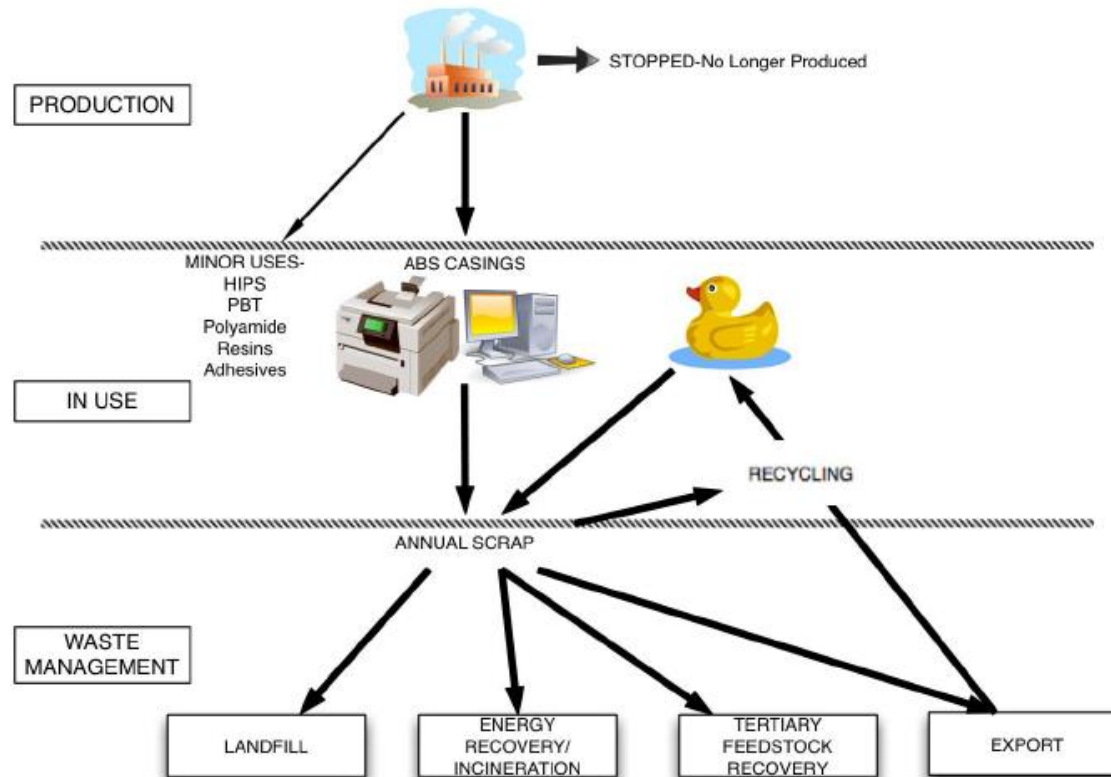 STOPPED-No Longer Produced
PRODUCTION
MINOR USES-
HIPS
PBT
Polyamide
Resins
Adhesives
ABS CASINGS
IN USE
RECYCLING
ANNUAL SCRAP
WASTE
MANAGEMENT
LANDFILL
ENERGY
RECOVERY/
INCINERATION
TERTIARY
FEEDSTOCK
RECOVERY
EXPORT